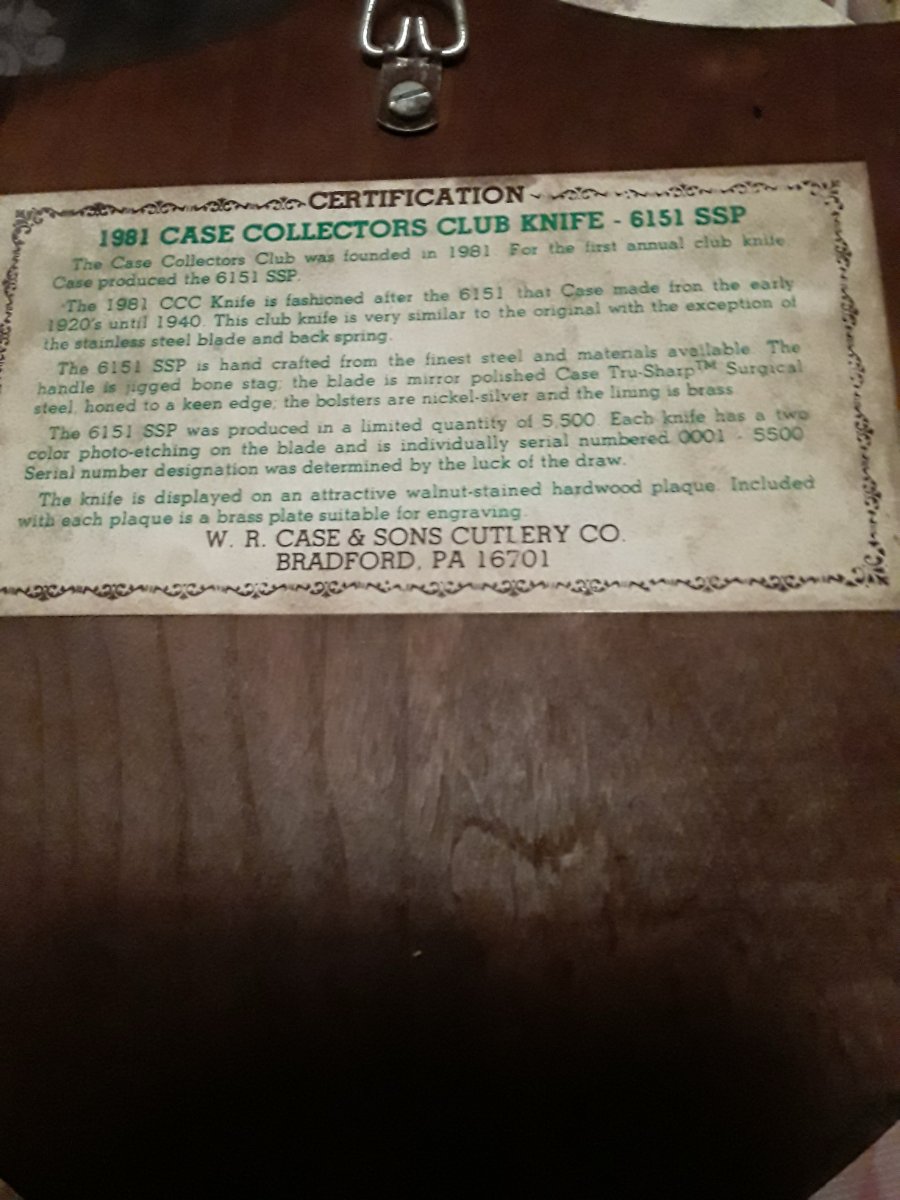 CERTIFICATION
1981 CASE COLLECTORS CLUB KNIFE - 6151 SSP
The Case Collectors Club was founded in 1981 For the first annual club knife
Case produced the 6151 SSP.
The 1981 CCC Knife is fashioned after the 6151 that Case made from the early
1920's until 1940. This club knife is very similar to the original with the exception of
the stainless steel blade and back spring.
The 6151 SSP is hand crafted from the finest steel and materials available. The
handle is jigged bone stag; the blade is mirror polished Case Tru-Sharp™ Surgical
steel, honed to a keen edge; the bolsters are nickel-silver and the lining is brass
The 6151 SSP was produced in a limited quantity of 5,500. Each knife has a two
color photo-etching on the blade and is individually serial numbered 0001 - 5500
Serial number designation was determined by the luck of the draw.
The knife is displayed on an attractive walnut-stained hardwood plaque. Included
with each plaque is a brass plate suitable for engraving.
W. R. CASE & SONS CUTLERY CO.
BRADFORD, PA 16701